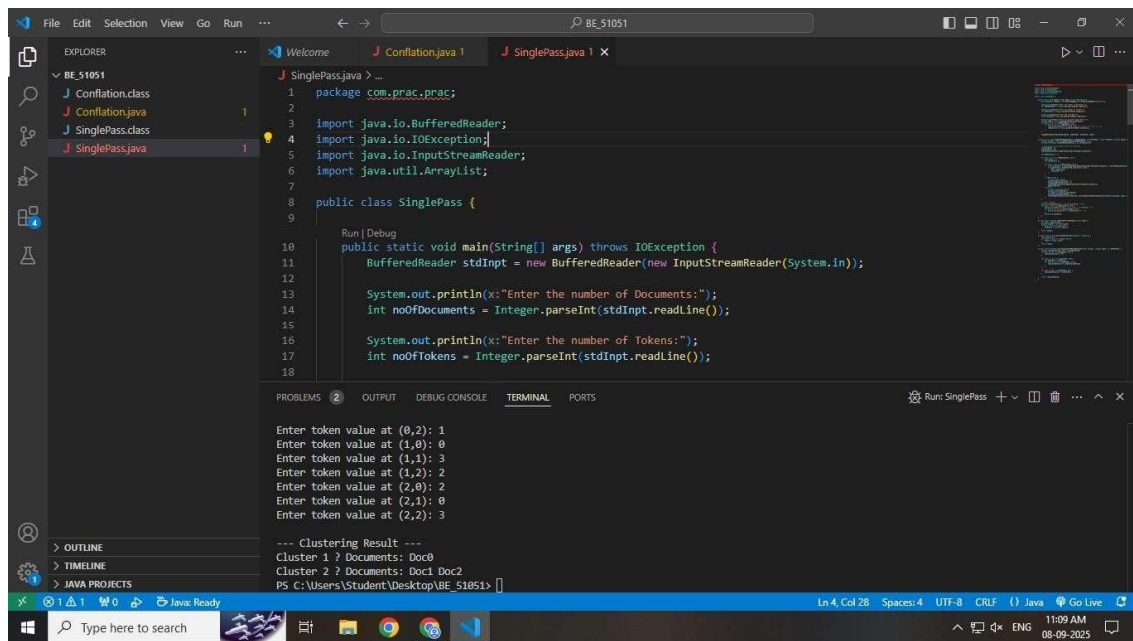 File Edit Selection View Go Run ... BE_51051
EXPLORER ...
BE_51051
Conflation.class
Conflation.java 1
SinglePass.class
SinglePass.java 1
OUTLINE
TIMELINE
JAVA PROJECTS
Welcome Conflation.java 1 SinglePass.java 1
SinglePass.java > ...
1 package com.prac.prac;
2
3 import java.io.BufferedReader;
4 import java.io.IOException;
5 import java.io.InputStreamReader;
6 import java.util.ArrayList;
7
8 public class SinglePass {
9
Run | Debug
10 public static void main(String[] args) throws IOException {
11 BufferedReader stdInpt = new BufferedReader(new InputStreamReader(System.in));
12
13 System.out.println(x:"Enter the number of Documents:");
14 int noOfDocuments = Integer.parseInt(stdInpt.readLine());
15
16 System.out.println(x:"Enter the number of Tokens:");
17 int noOfTokens = Integer.parseInt(stdInpt.readLine());
18
PROBLEMS 2 OUTPUT DEBUG CONSOLE TERMINAL PORTS Run: SinglePass
Enter token value at (0,2): 1
Enter token value at (1,0): 0
Enter token value at (1,1): 3
Enter token value at (1,2): 2
Enter token value at (2,0): 2
Enter token value at (2,1): 0
Enter token value at (2,2): 3
--- Clustering Result ---
Cluster 1 ? Documents: Doc0
Cluster 2 ? Documents: Doc1 Doc2
PS C:\Users\Student\Desktop\BE_51051>
1 1 0 Java: Ready Ln 4, Col 28 Spaces: 4 UTF-8 CRLF {} Java Go Live
Type here to search ENG 11:09 AM
08-09-2025